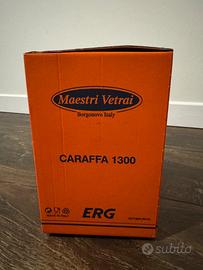 Maestri Vetrai
Borgonovo Italy
CARAFFA 1300
ERG
subito